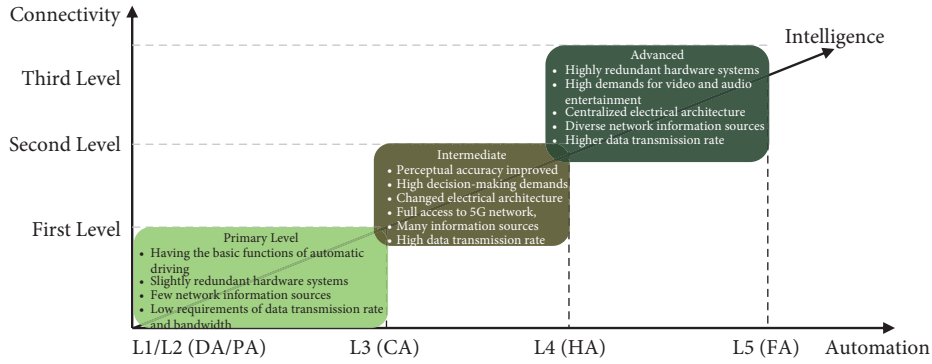 Connectivity
Intelligence
Third Level
Advanced
• Highly redundant hardware systems
• High demands for video and audio
entertainment
• Centralized electrical architecture
• Diverse network information sources
• Higher data transmission rate
Second Level
Intermediate
• Perceptual accuracy improved
• High decision-making demands
• Changed electrical architecture
• Full access to 5G network,
• Many information sources
• High data transmission rate
First Level
Primary Level
• Having the basic functions of automatic
driving
• Slightly redundant hardware systems
• Few network information sources
• Low requirements of data transmission rate
and bandwidth
L1/L2 (DA/PA)
L3 (CA)
L4 (HA)
L5 (FA)
Automation